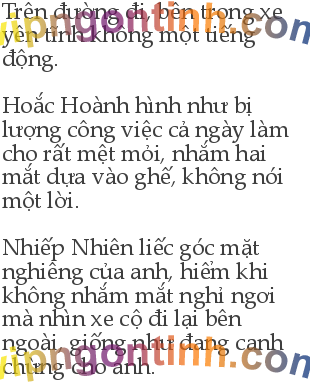 Trên đường đi, bên trong xe
yên tĩnh không một tiếng
động.
Hoắc Hoành hình như bị
lượng công việc cả ngày làm
cho rất mệt mỏi, nhắm hai
mắt dựa vào ghế, không nói
một lời.
Nhiếp Nhiên liếc góc mặt
nghiêng của anh, hiếm khi
không nhắm mắt nghỉ ngơi
mà nhìn xe cộ đi lại bên
ngoài, giống như đang canh
chừng cho anh.
vipngontinh.com
vipngontinh.com